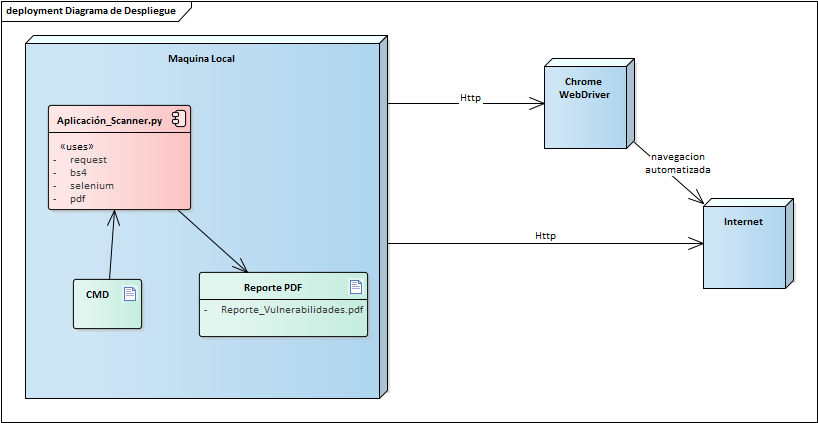 deployment Diagrama de Despliegue
Maquina Local
Aplicación_Scanner.py
«uses»
- request
- bs4
- selenium
- pdf
CMD
Reporte PDF
- Reporte_Vulnerabilidades.pdf
Http
Chrome
WebDriver
navegacion
automatizada
Http
Internet